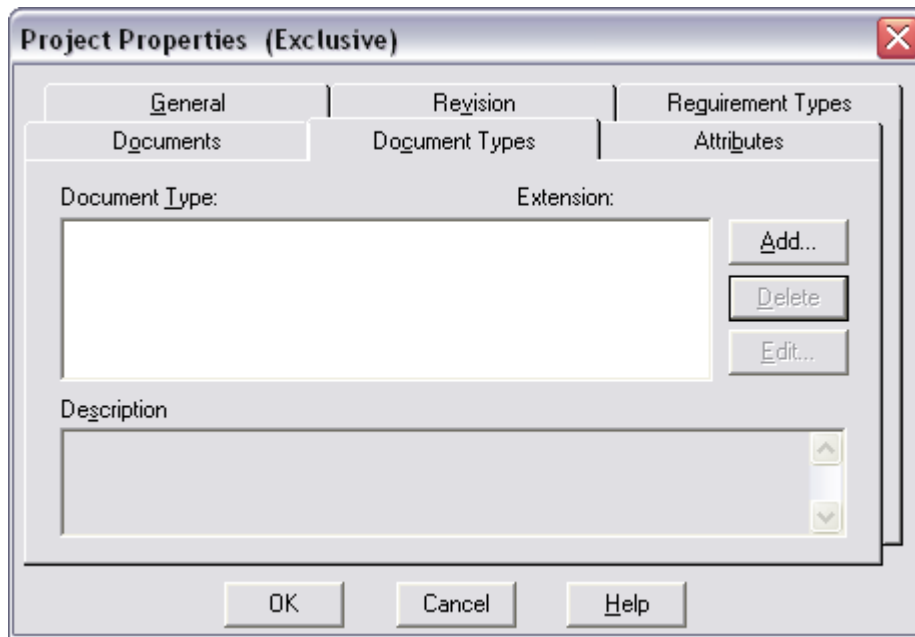 Project Properties (Exclusive)
General Revision Reguirement Types
Documents Document Types Attributes
Document Type: Extension:
Add...
Delete
Edit...
Description
OK Cancel Help